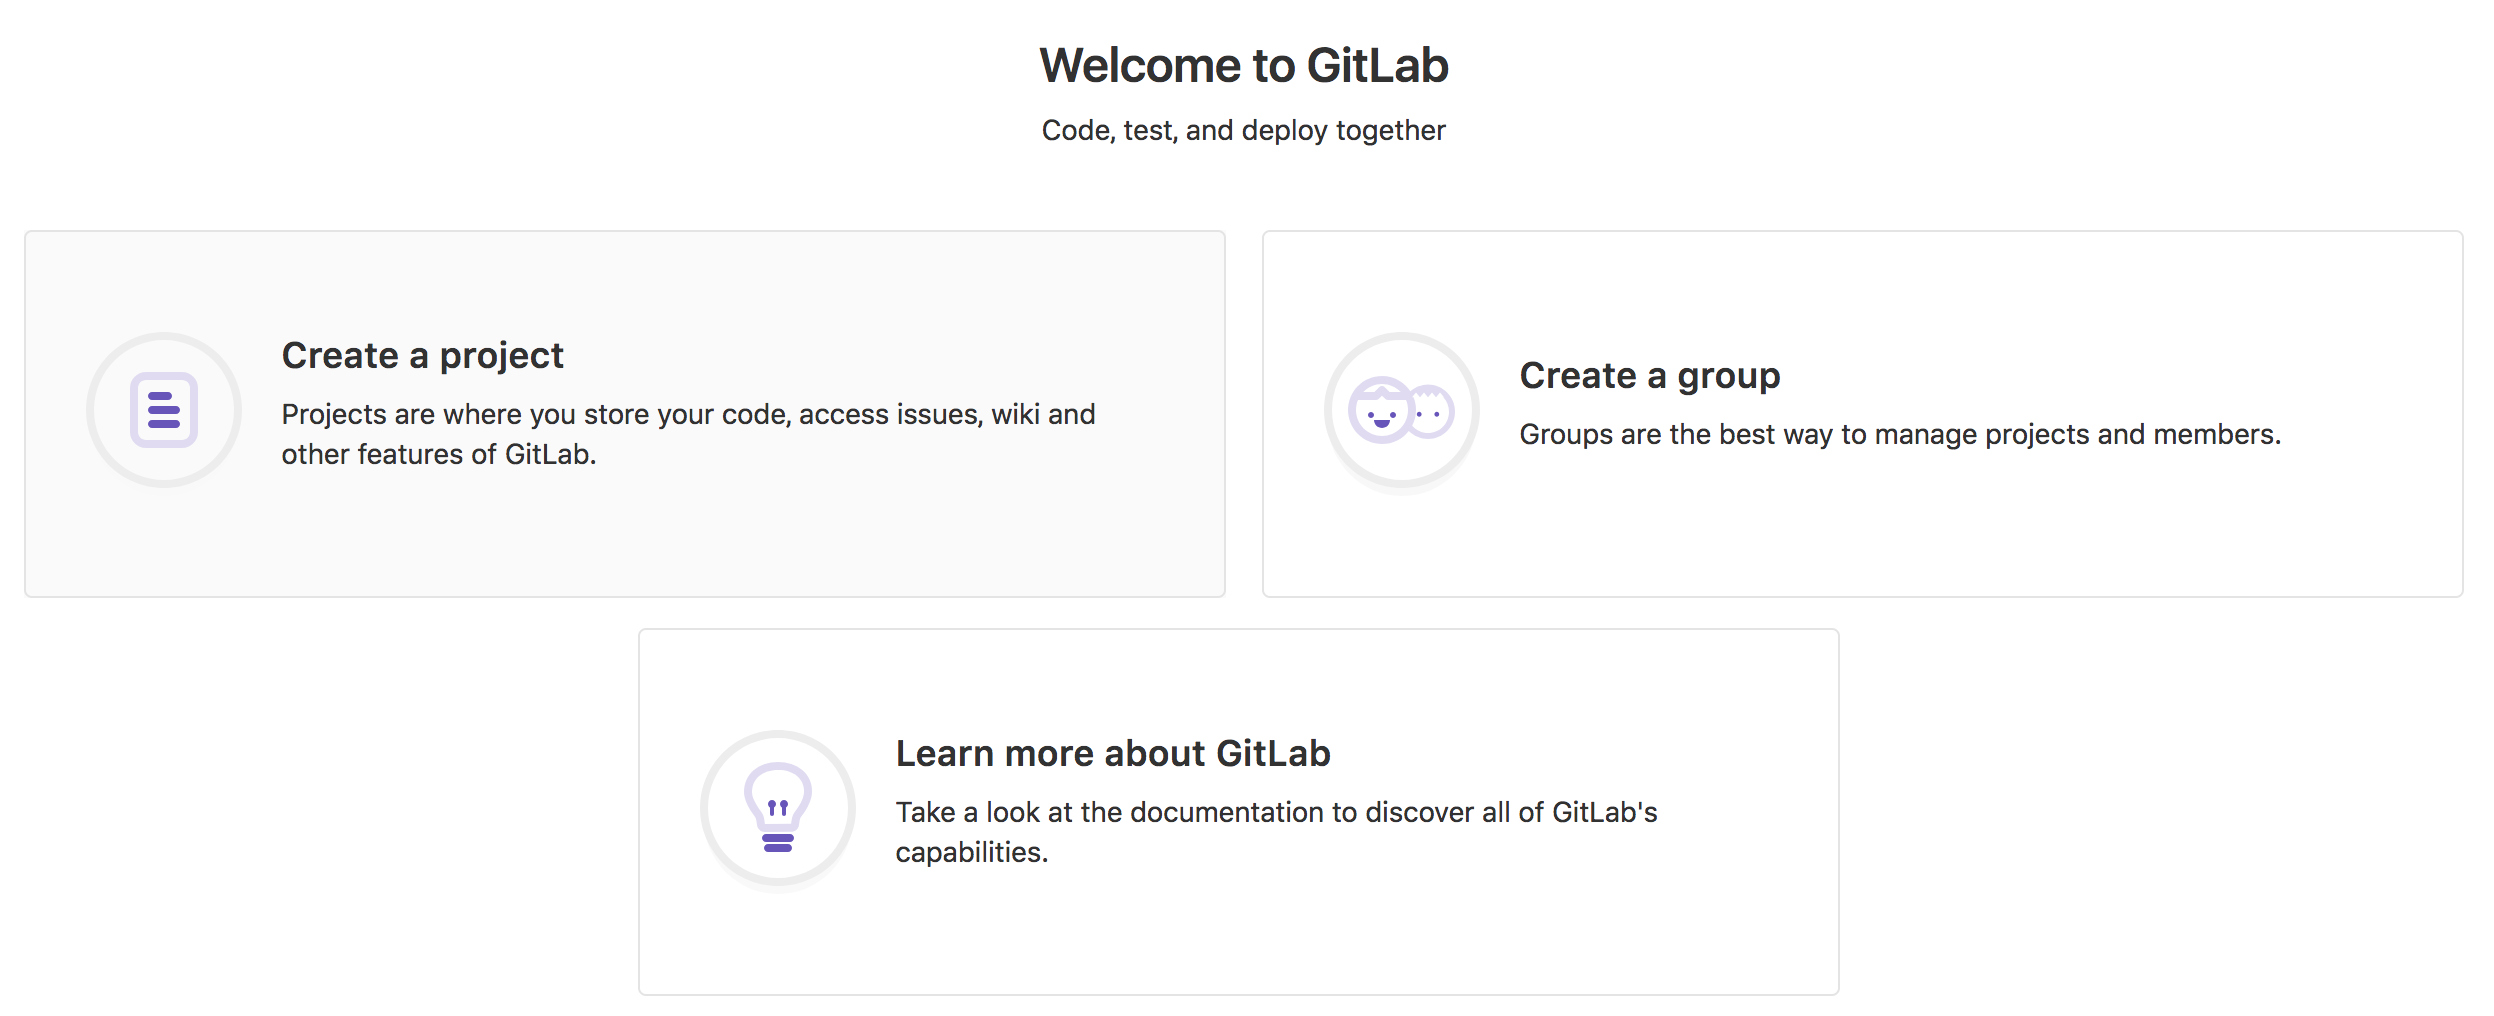 Welcome to GitLab
Code, test, and deploy together
Create a project
Projects are where you store your code, access issues, wiki and
other features of GitLab.
Create a group
Groups are the best way to manage projects and members.
Learn more about GitLab
Take a look at the documentation to discover all of GitLab's
capabilities.